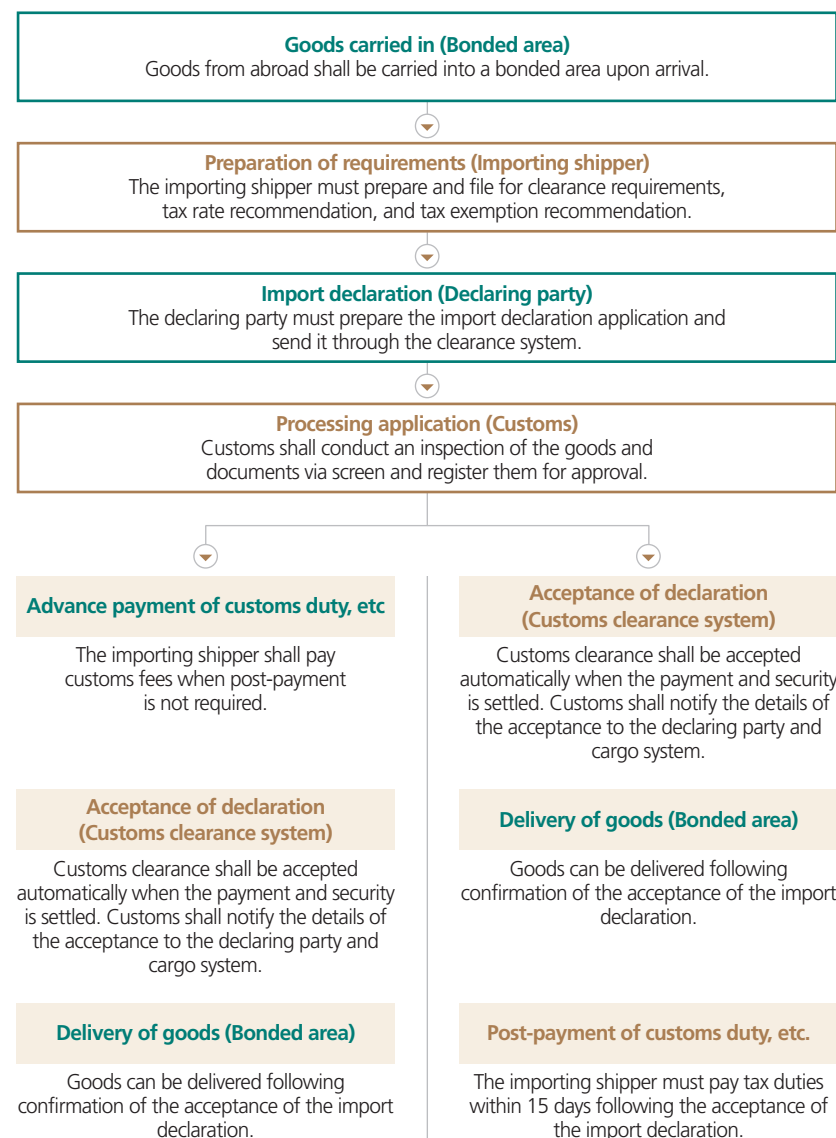 Goods carried in (Bonded area)
Goods from abroad shall be carried into a bonded area upon arrival.
Preparation of requirements (Importing shipper)
The importing shipper must prepare and file for clearance requirements,
tax rate recommendation, and tax exemption recommendation.
Import declaration (Declaring party)
The declaring party must prepare the import declaration application and
send it through the clearance system.
Processing application (Customs)
Customs shall conduct an inspection of the goods and
documents via screen and register them for approval.
Advance payment of customs duty, etc
The importing shipper shall pay
customs fees when post-payment
is not required.
Acceptance of declaration
(Customs clearance system)
Customs clearance shall be accepted
automatically when the payment and security
is settled. Customs shall notify the details of
the acceptance to the declaring party and
cargo system.
Delivery of goods (Bonded area)
Goods can be delivered following
confirmation of the acceptance of the import
declaration.
Acceptance of declaration
(Customs clearance system)
Customs clearance shall be accepted
automatically when the payment and security
is settled. Customs shall notify the details of
the acceptance to the declaring party and
cargo system.
Delivery of goods (Bonded area)
Goods can be delivered following
confirmation of the acceptance of the import
declaration.
Post-payment of customs duty, etc.
The importing shipper must pay tax duties
within 15 days following the acceptance of
the import declaration.